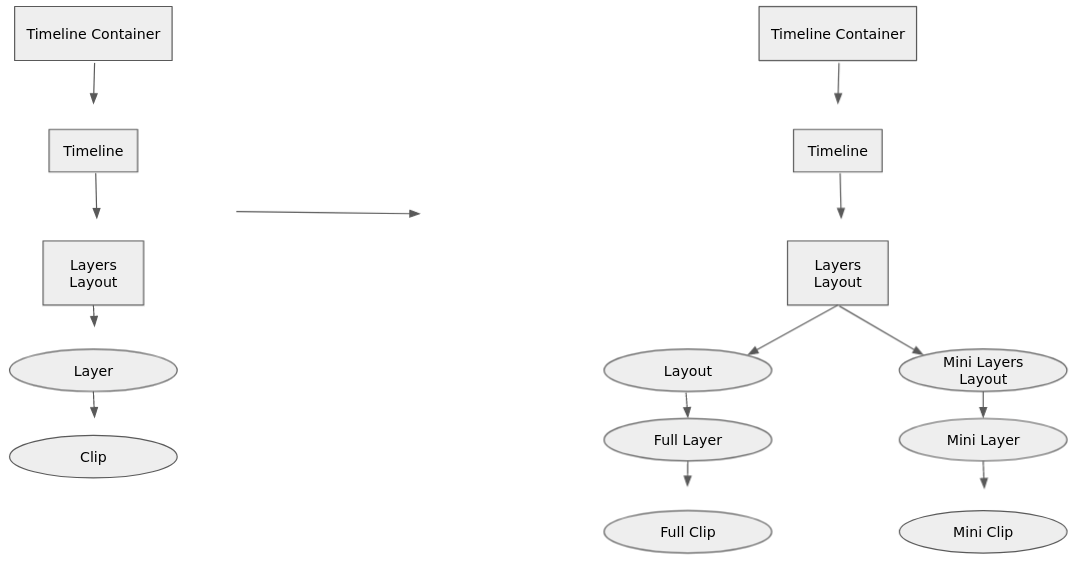 Timeline Container
Timeline
Layers
Layout
Layer
Clip
Timeline Container
Timeline
Layers
Layout
Layout
Full Layer
Full Clip
Mini Layers
Layout
Mini Layer
Mini Clip